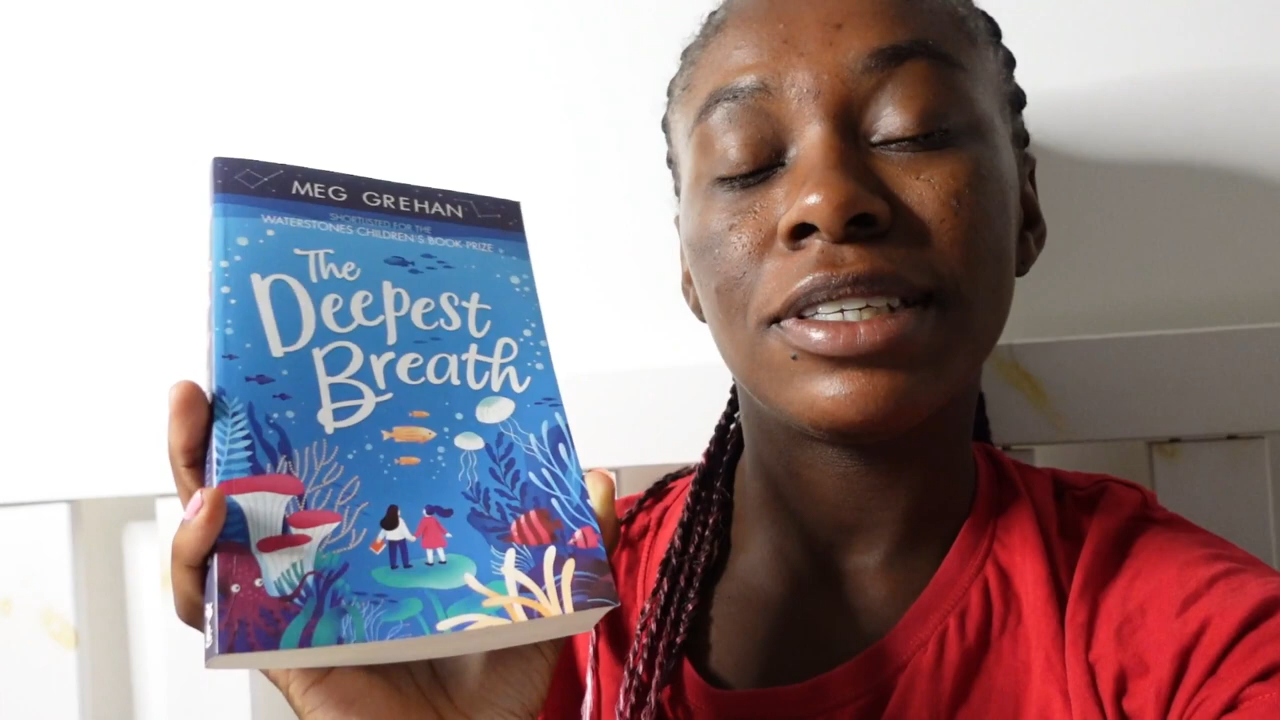 MEG GREHAN
SHORTLISTED FOR THE
WATERSTONES CHILDREN'S BOOK PRIZE
The
Deepest
Breath